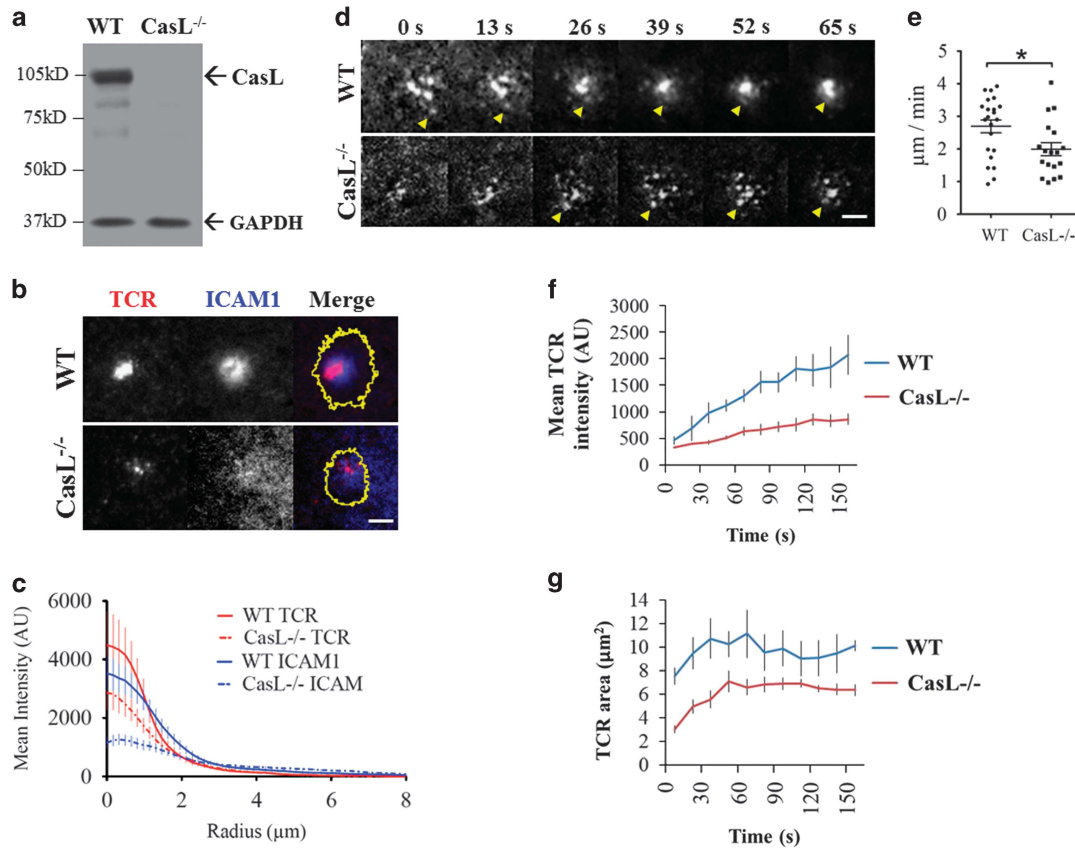 a
WT CasL-/-
105kD
75kD
50kD
37kD
← CasL
← GAPDH
b
TCR ICAM1 Merge
WT
CasL-/-
c
Mean Intensity (AU)
6000
4000
2000
0
0 2 4 6 8
Radius (µm)
WT TCR
CasL-/- TCR
WT ICAM1
CasL-/- ICAM
d
0 s 13 s 26 s 39 s 52 s 65 s
WT
CasL-/-
e
µm / min
5
4
3
2
1
0
*
WT CasL-/-
f
Mean TCR
intensity (AU)
3000
2500
2000
1500
1000
500
0
0 30 60 90 120 150
Time (s)
WT
CasL-/-
g
TCR area (µm²)
14
12
10
8
6
4
2
0
0 30 60 90 120 150
Time (s)
WT
CasL-/-